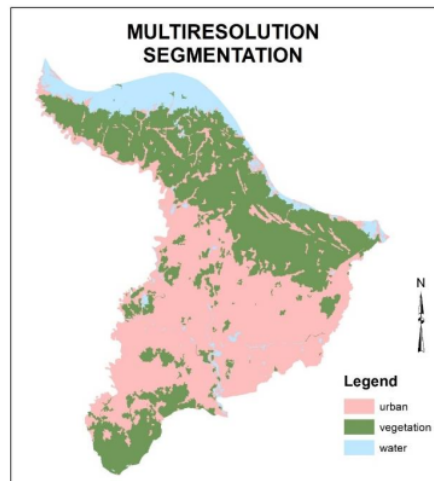 MULTIRESOLUTION
SEGMENTATION
N
Legend
urban
vegetation
water